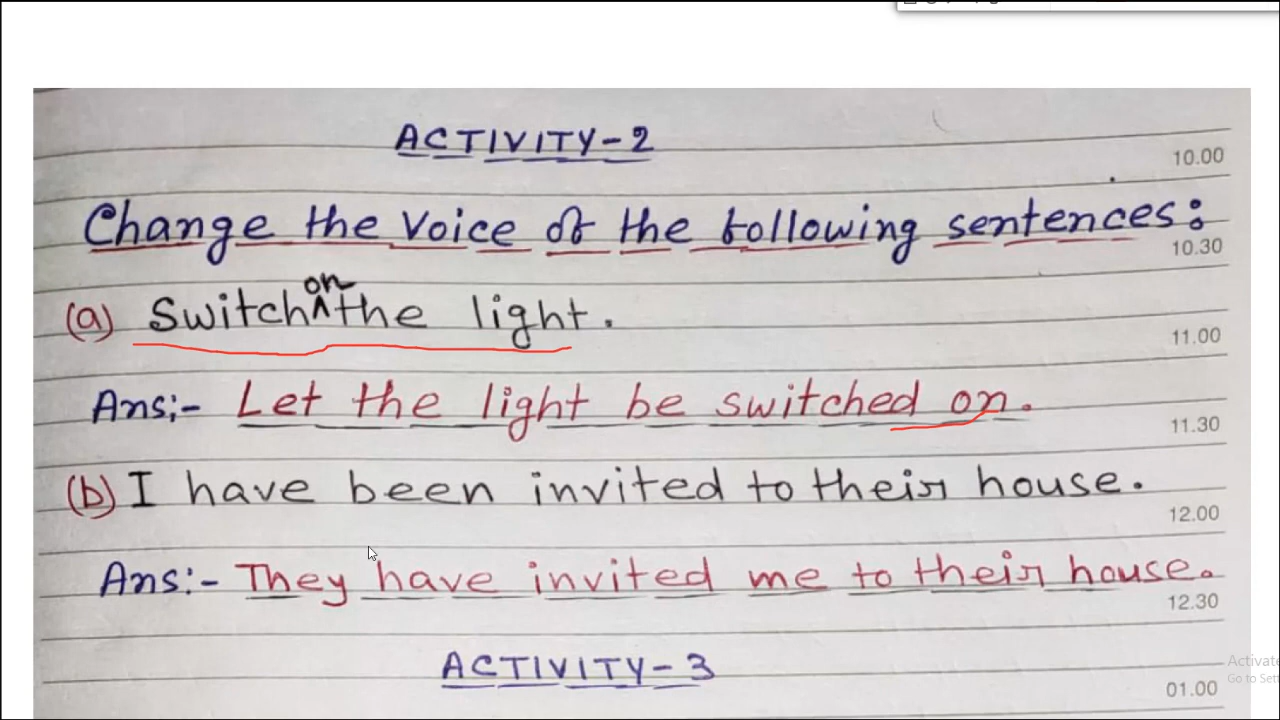 ACTIVITY-2
10.00
Change the Voice of the following sentences:
10.30
(a) Switch on the light.
11.00
Ans:- Let the light be switched on.
11.30
(b) I have been invited to their house.
12.00
Ans:- They have invited me to their house.
12.30
ACTIVITY-3
Activate
01.00